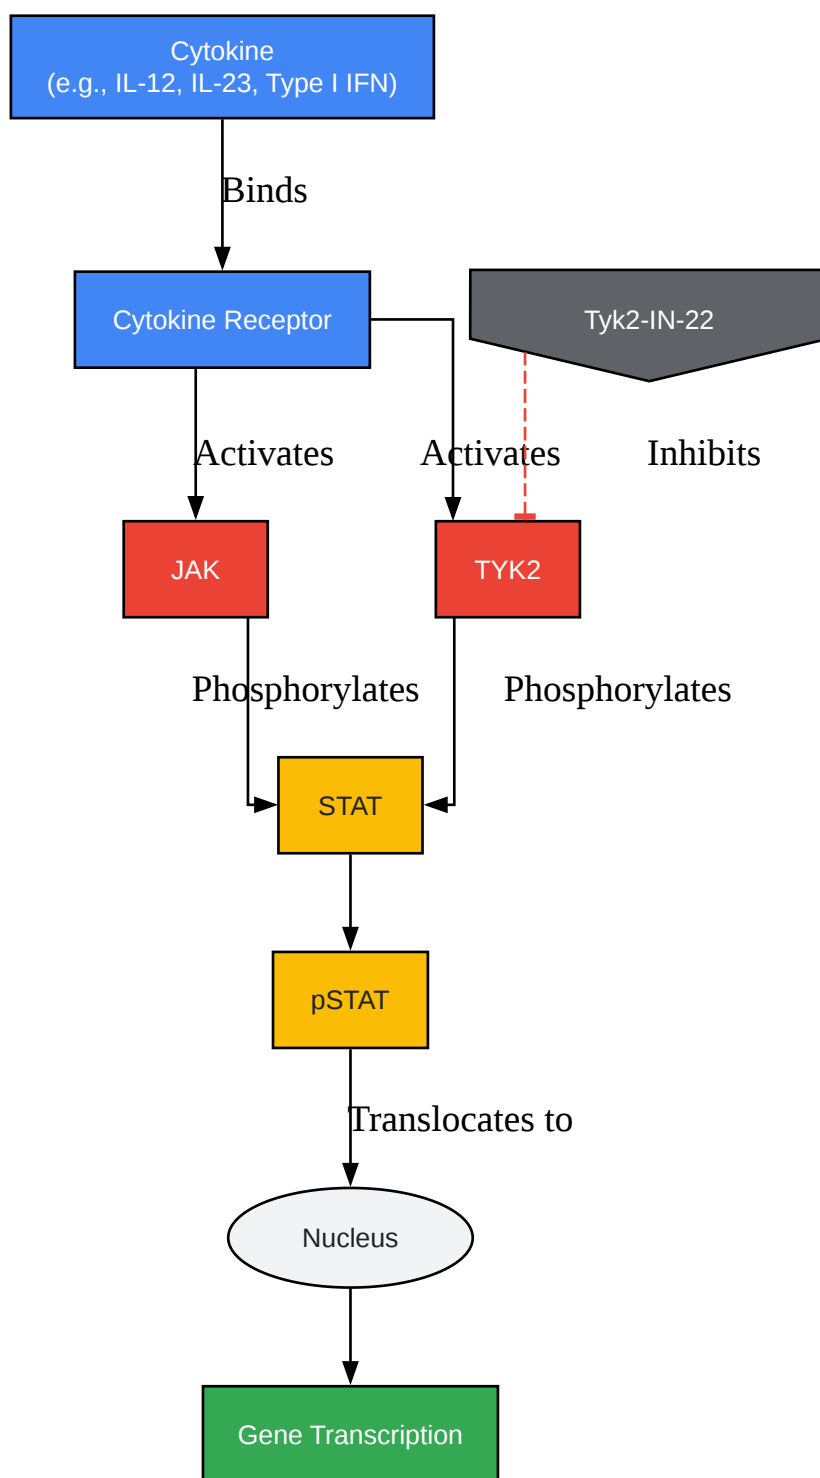 Cytokine
(e.g., IL-12, IL-23, Type I IFN)
Binds
Cytokine Receptor
Tyk2-IN-22
Activates
Activates
Inhibits
JAK
TYK2
Phosphorylates
Phosphorylates
STAT
pSTAT
Translocates to
Nucleus
Gene Transcription